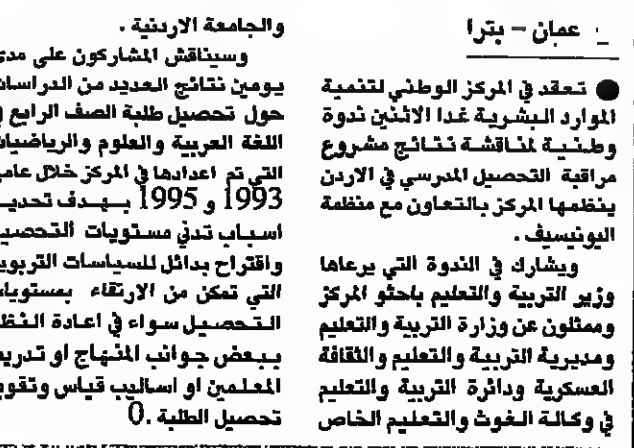 عمان – بترا
● تعقد في المركز الوطني لتنمية
الموارد البشرية غدا الاثنين ندوة
وطنية لمناقشة نتائج مشروع
مراقبة التحصيل المدرسي في الاردن
ينظمها المركز بالتعاون مع منظمة
اليونيسيف .
ويشارك في الندوة التي يرعاها
وزير التربية والتعليم باحثو المركز
وممثلون عن وزارة التربية والتعليم
ومديرية التربية والتعليم والثقافة
العسكرية ودائرة التربية والتعليم
في وكالة الغوث والتعليم الخاص
والجامعة الاردنية .
وسيناقش المشاركون على مدى
يومين نتائج العديد من الدراسات
حول تحصيل طلبة الصف الرابع
اللغة العربية والعلوم والرياضيات
التي تم اعدادها في المركز خلال عامي
1993 و 1995 بهدف تحديد
اسباب تدني مستويات التحصيل
واقتراح بدائل للسياسات التربوية
التي تمكن من الارتقاء بمستويات
التحصيل سواء في اعادة النظر
ببعض جوانب المنهاج او تدريب
المعلمين او اساليب قياس وتقويم
تحصيل الطلبة .0